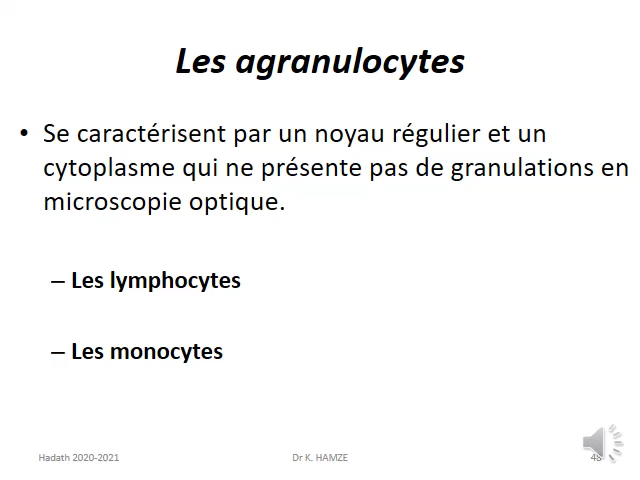 Les agranulocytes
• Se caractérisent par un noyau régulier et un
cytoplasme qui ne présente pas de granulations en
microscopie optique.
– Les lymphocytes
– Les monocytes
Hadath 2020-2021
Dr K. HAMZE